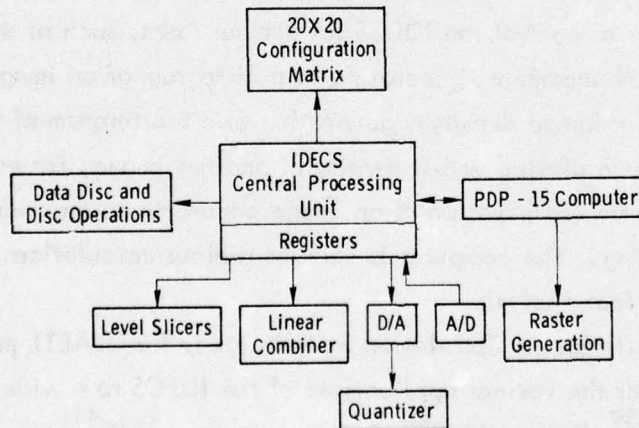 20X20
Configuration
Matrix
IDECS
Central Processing
Unit
Registers
Data Disc and
Disc Operations
PDP - 15 Computer
Level Slicers
Linear
Combiner
D/A
A/D
Raster
Generation
Quantizer